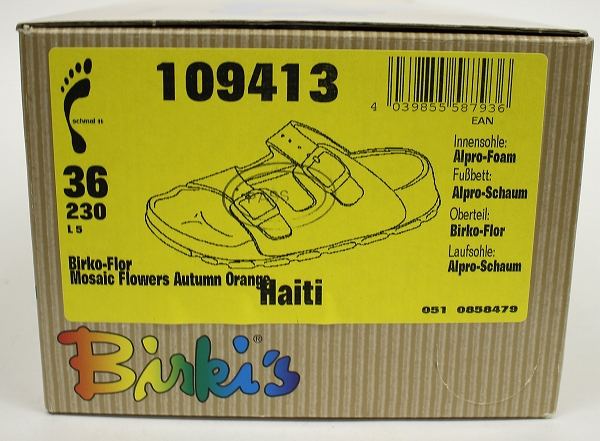 schmal
109413
4 039855 587936
EAN
36
230
L 5
Innensohle:
Alpro-Foam
Fußbett:
Alpro-Schaum
Oberteil:
Birko-Flor
Laufsohle:
Alpro-Schaum
Birko-Flor
Mosaic Flowers Autumn Orange
Haiti
051 0858479
Birki's®